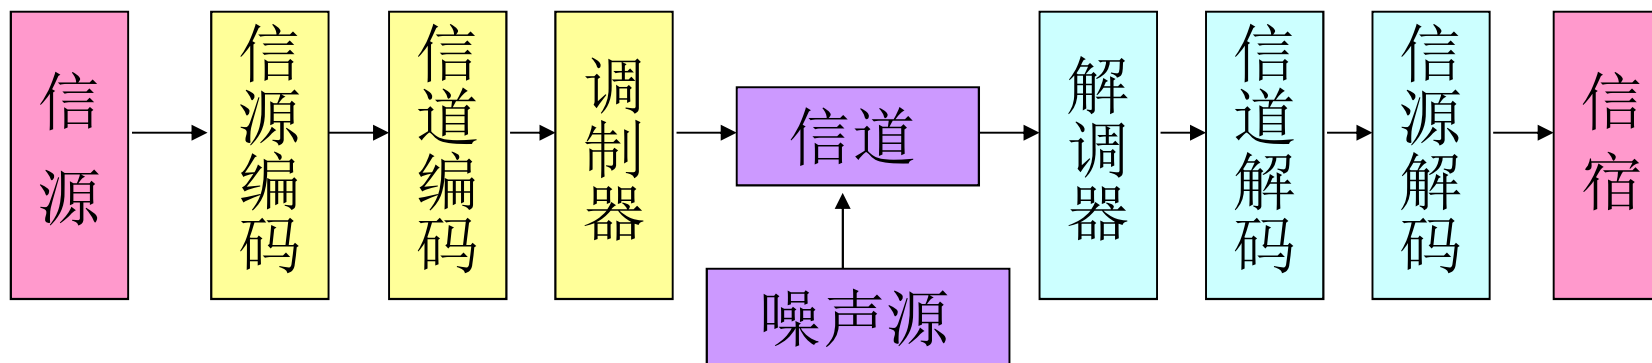 信源
信源编码
信道编码
调制器
信道
噪声源
解调器
信道解码
信源解码
信宿